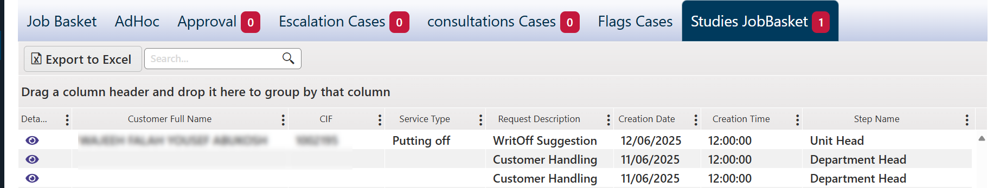 Job Basket AdHoc Approval 0 Escalation Cases 0 consultations Cases 0 Flags Cases Studies JobBasket 1
Export to Excel Search...
Drag a column header and drop it here to group by that column
Deta... Customer Full Name CIF Service Type Request Description Creation Date Creation Time Step Name
Putting off WritOff Suggestion 12/06/2025 12:00:00 Unit Head
Customer Handling 11/06/2025 12:00:00 Department Head
Customer Handling 11/06/2025 12:00:00 Department Head